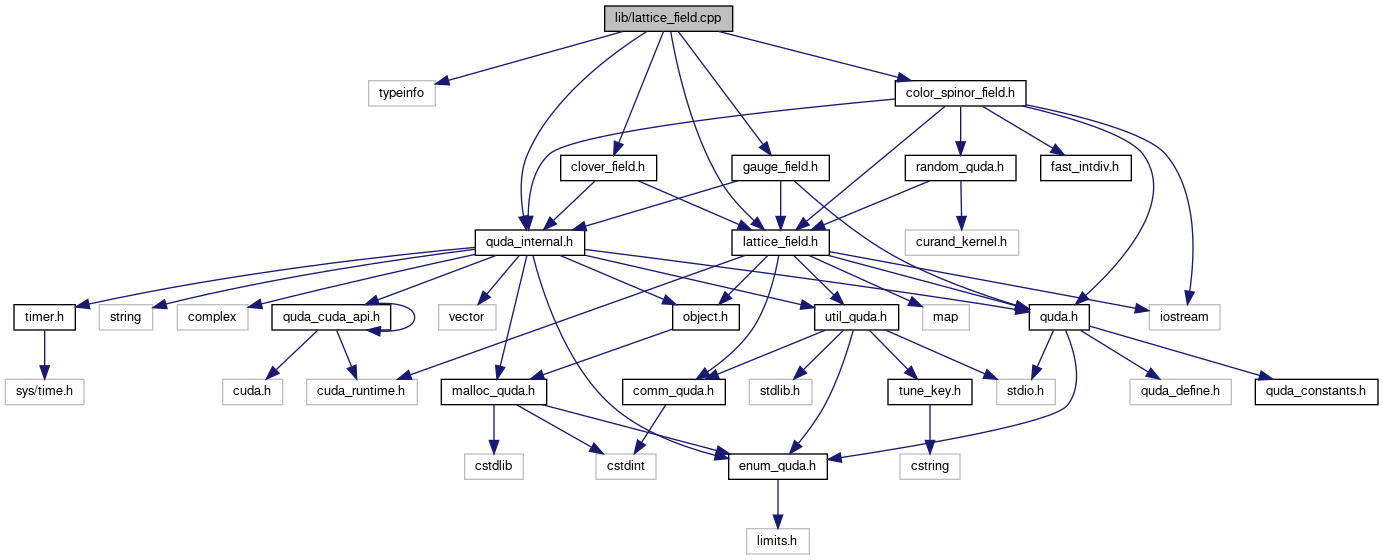 lib/lattice_field.cpp
typeinfo
color_spinor_field.h
clover_field.h
gauge_field.h
random_quda.h
fast_intdiv.h
quda_internal.h
lattice_field.h
curand_kernel.h
timer.h
string
complex
quda_cuda_api.h
vector
object.h
util_quda.h
map
quda.h
iostream
sys/time.h
cuda.h
cuda_runtime.h
malloc_quda.h
comm_quda.h
stdlib.h
tune_key.h
stdio.h
quda_define.h
quda_constants.h
cstdlib
cstdint
enum_quda.h
cstring
limits.h